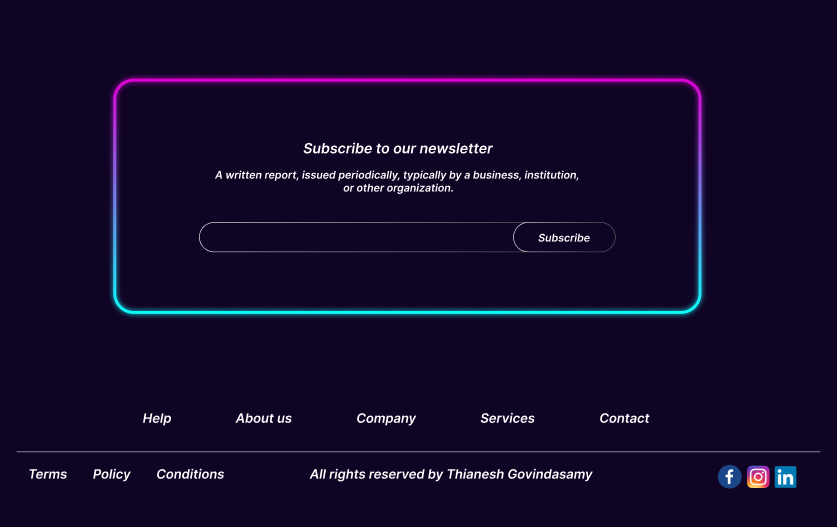 Subscribe to our newsletter
A written report, issued periodically, typically by a business, institution,
or other organization.
Subscribe
Help About us Company Services Contact
Terms Policy Conditions All rights reserved by Thianesh Govindasamy f in